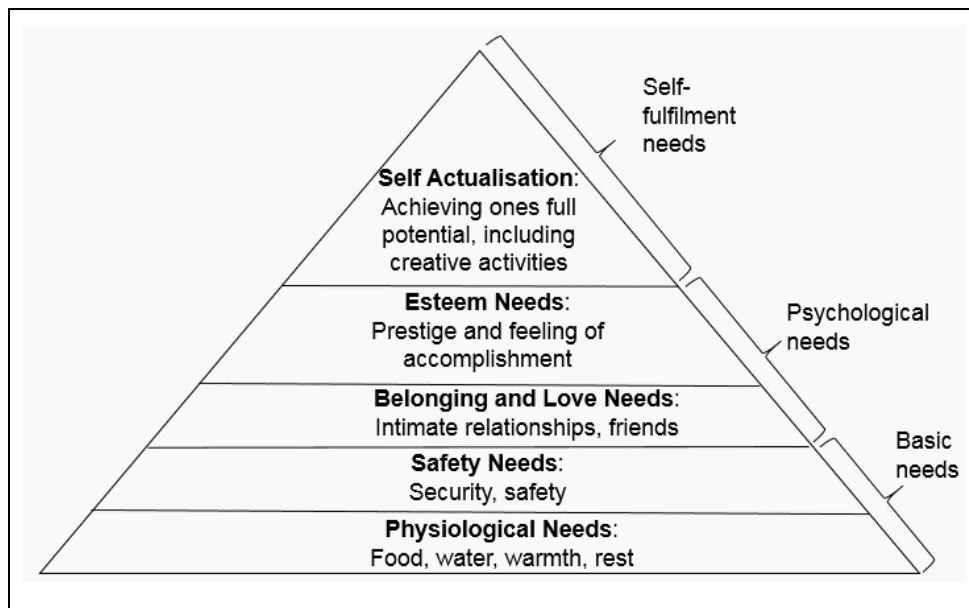 Self-
fulfilment
needs
Self Actualisation:
Achieving ones full
potential, including
creative activities
Esteem Needs:
Prestige and feeling of
accomplishment
Psychological
needs
Belonging and Love Needs:
Intimate relationships, friends
Safety Needs:
Security, safety
Basic
needs
Physiological Needs:
Food, water, warmth, rest